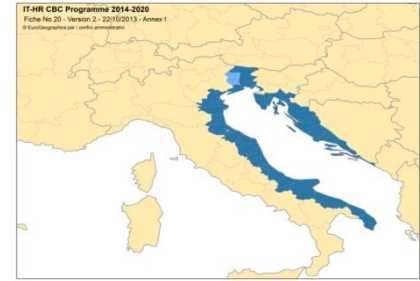 IT-HR CBC Programme 2014-2020
Fiche No 20 - Version 2 - 22/10/2013 - Annex I
© EuroGeographics per i confini amministrativi